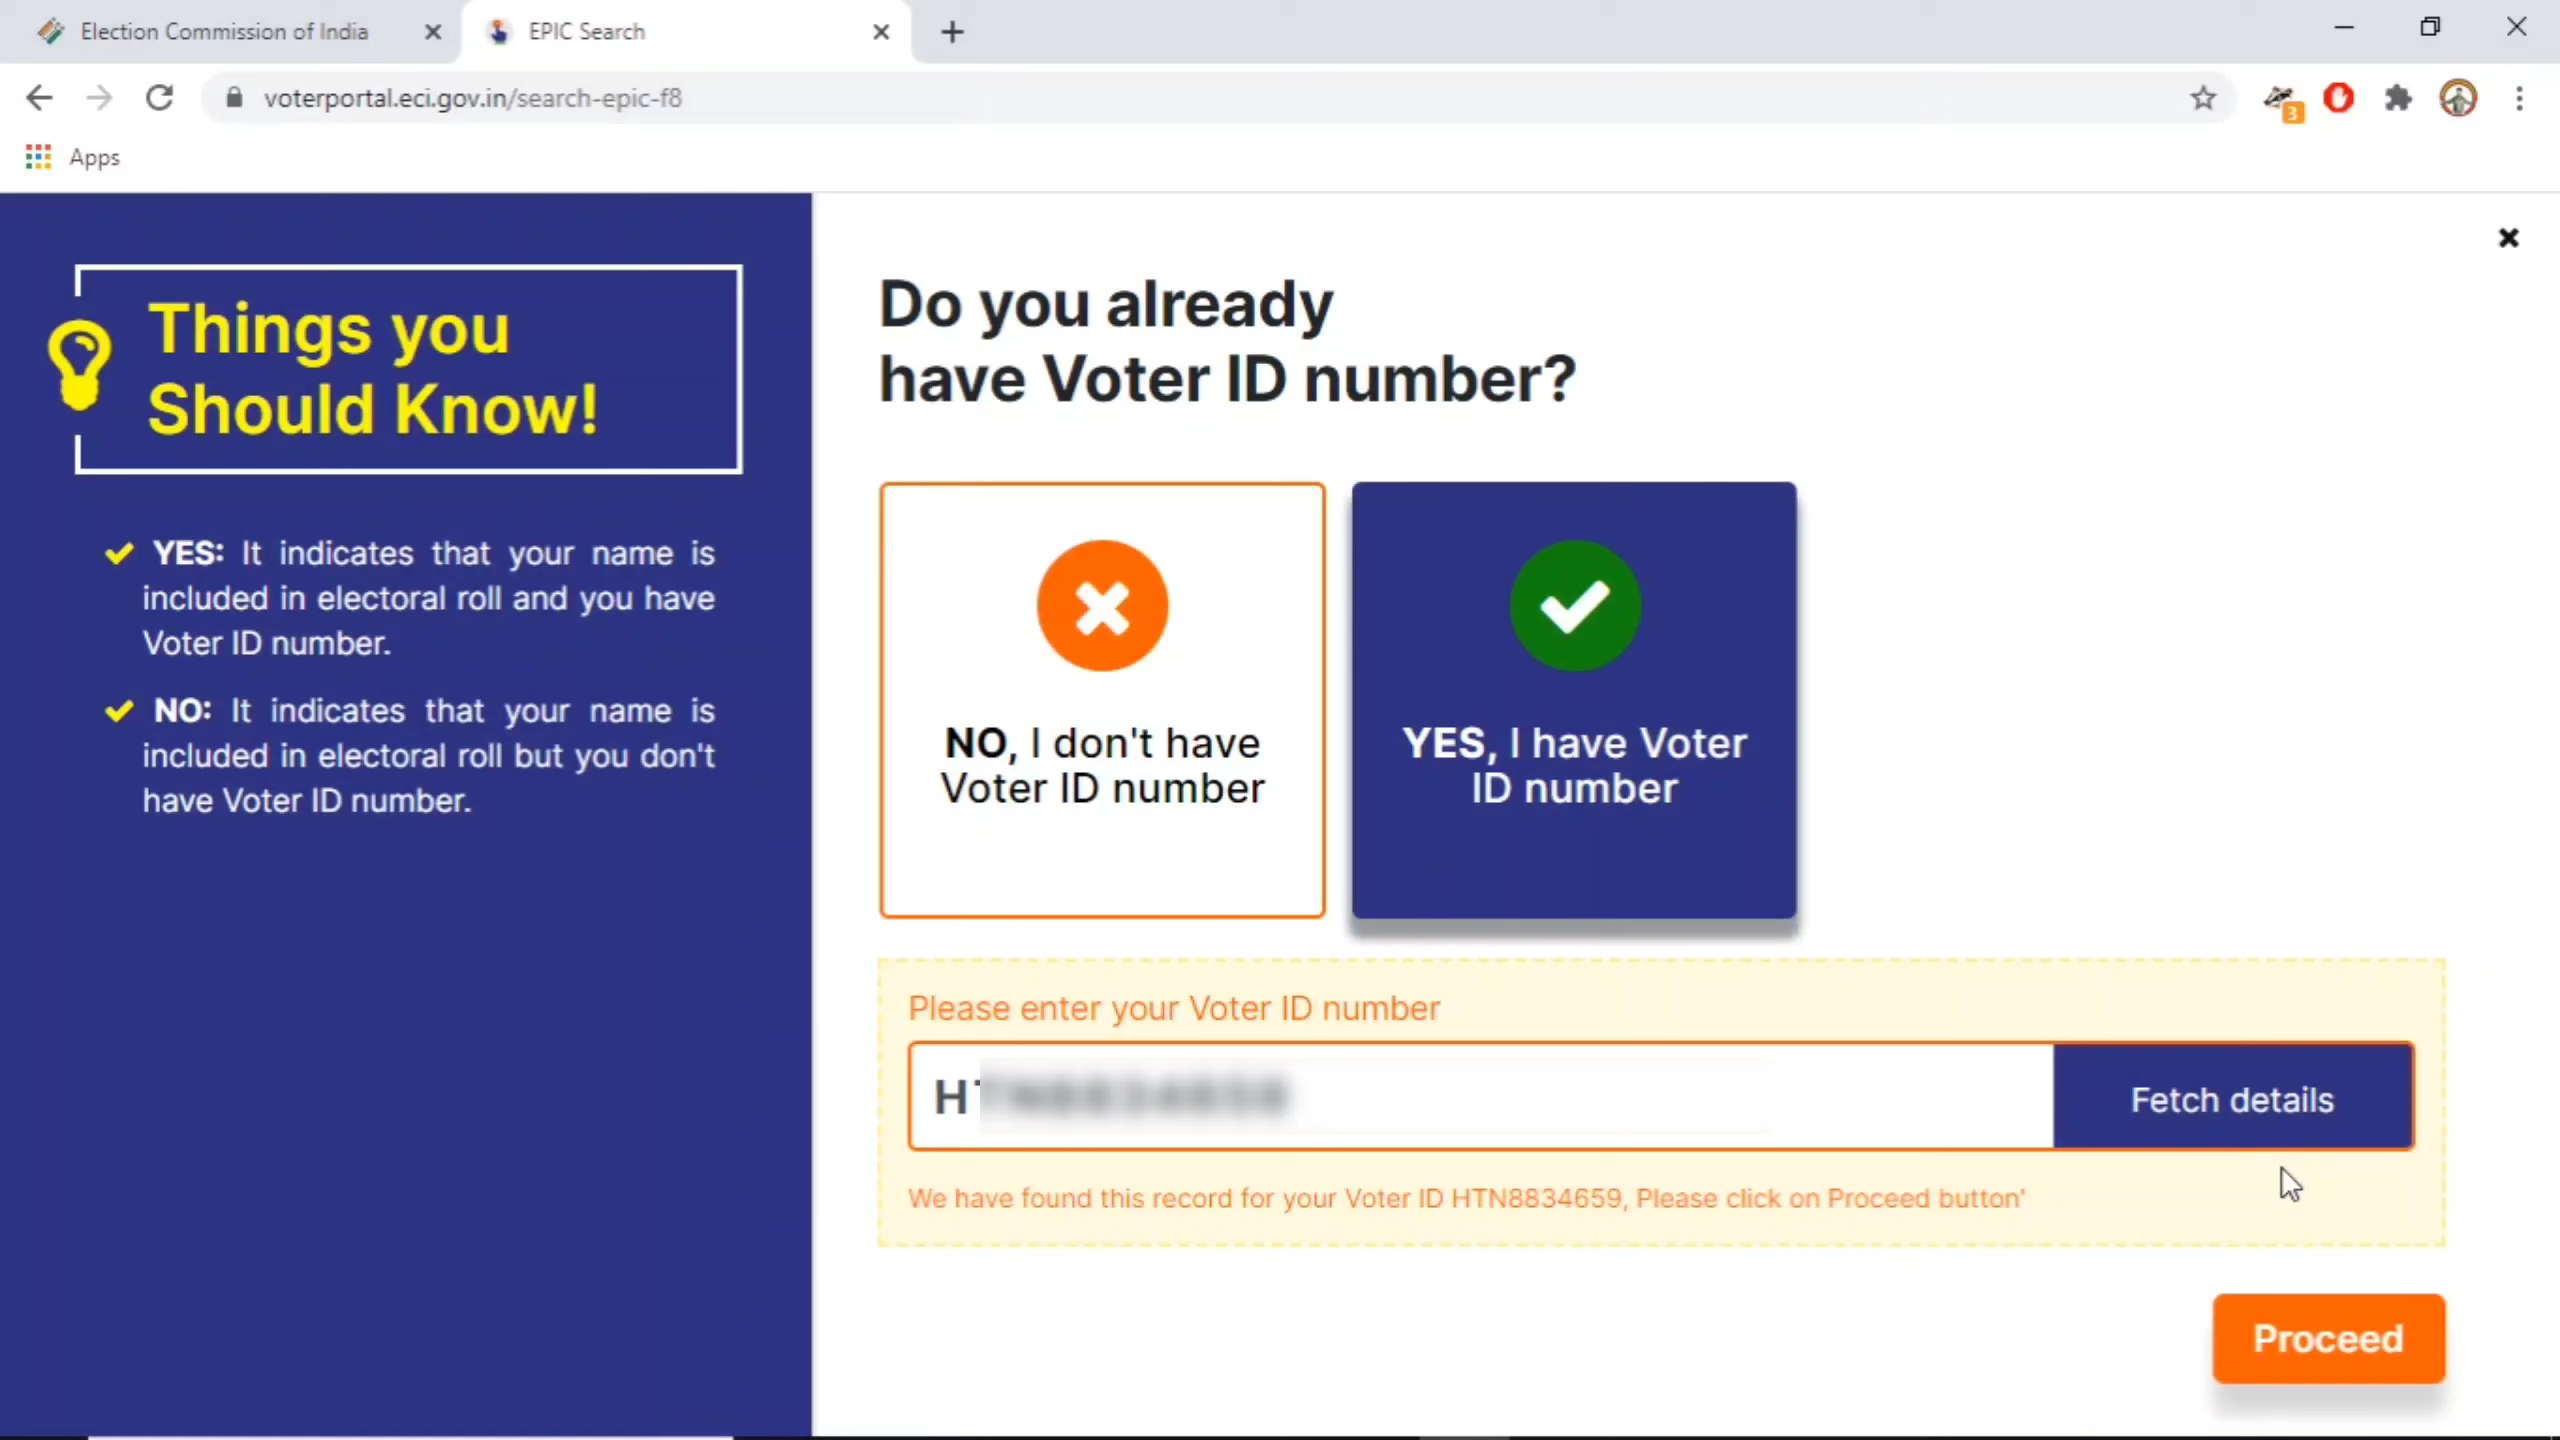 Election Commission of India
EPIC Search
voterportal.eci.gov.in/search-epic-f8
3
Apps
Things you
Should Know!
YES: It indicates that your name is
included in electoral roll and you have
Voter ID number.
NO: It indicates that your name is
included in electoral roll but you don't
have Voter ID number.
Do you already
have Voter ID number?
NO, I don't have
Voter ID number
YES, I have Voter
ID number
Please enter your Voter ID number
H
Fetch details
We have found this record for your Voter ID HTN8834659, Please click on Proceed button'
Proceed